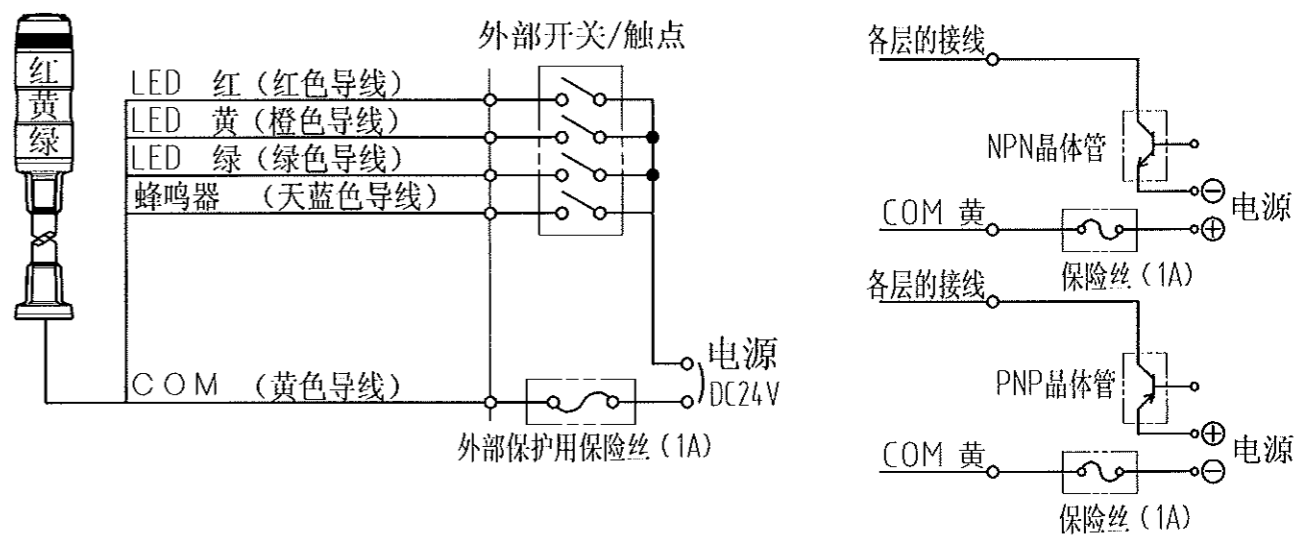 红
黄
绿
外部开关/触点
LED 红(红色导线)
LED 黄(橙色导线)
LED 绿(绿色导线)
蜂鸣器 (天蓝色导线)
COM (黄色导线)
电源
DC24V
外部保护用保险丝(1A)
各层的接线
NPN晶体管
电源
COM 黄
保险丝(1A)
各层的接线
PNP晶体管
电源
COM 黄
保险丝(1A)